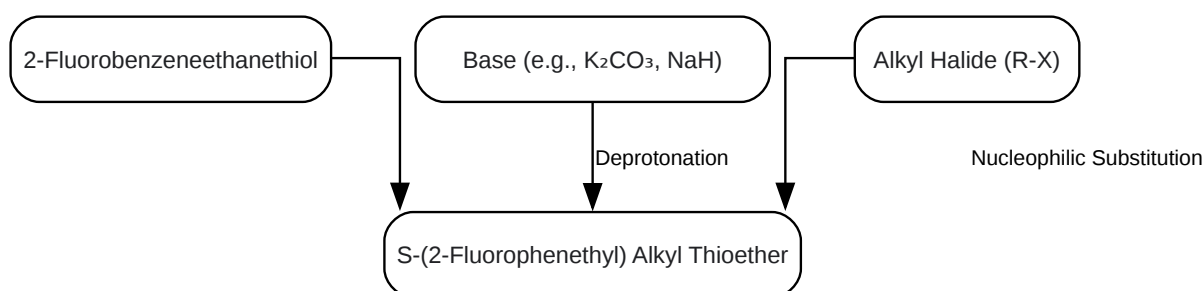 2-Fluorobenzeneethanethiol
Base (e.g., K₂CO₃, NaH)
Alkyl Halide (R-X)
Deprotonation
Nucleophilic Substitution
S-(2-Fluorophenethyl) Alkyl Thioether